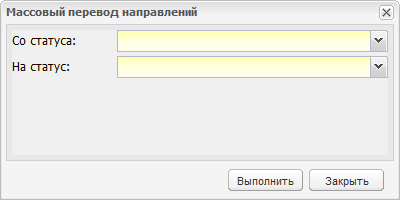 Массовый перевод направлений
Со статуса:
На статус:
Выполнить Закрыть